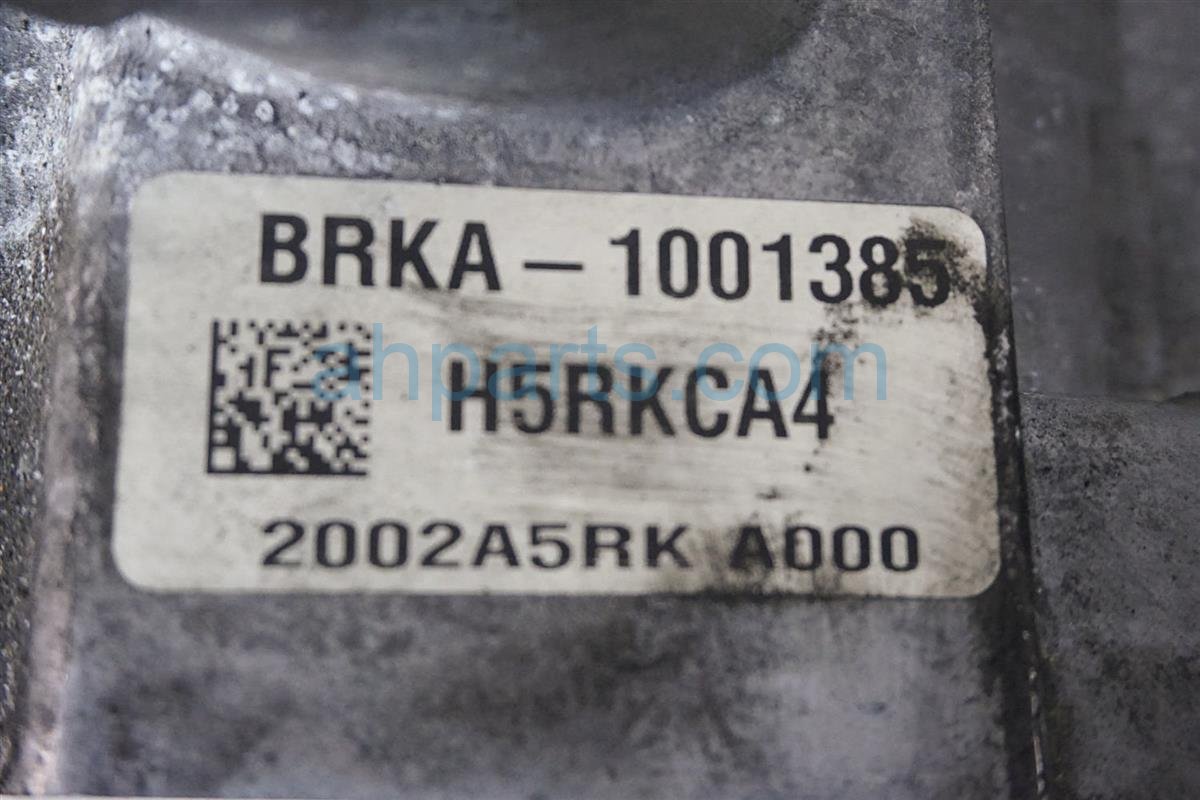 BRKA - 1001385
ahparts.com
H5RKCA4
2002A5RK A000